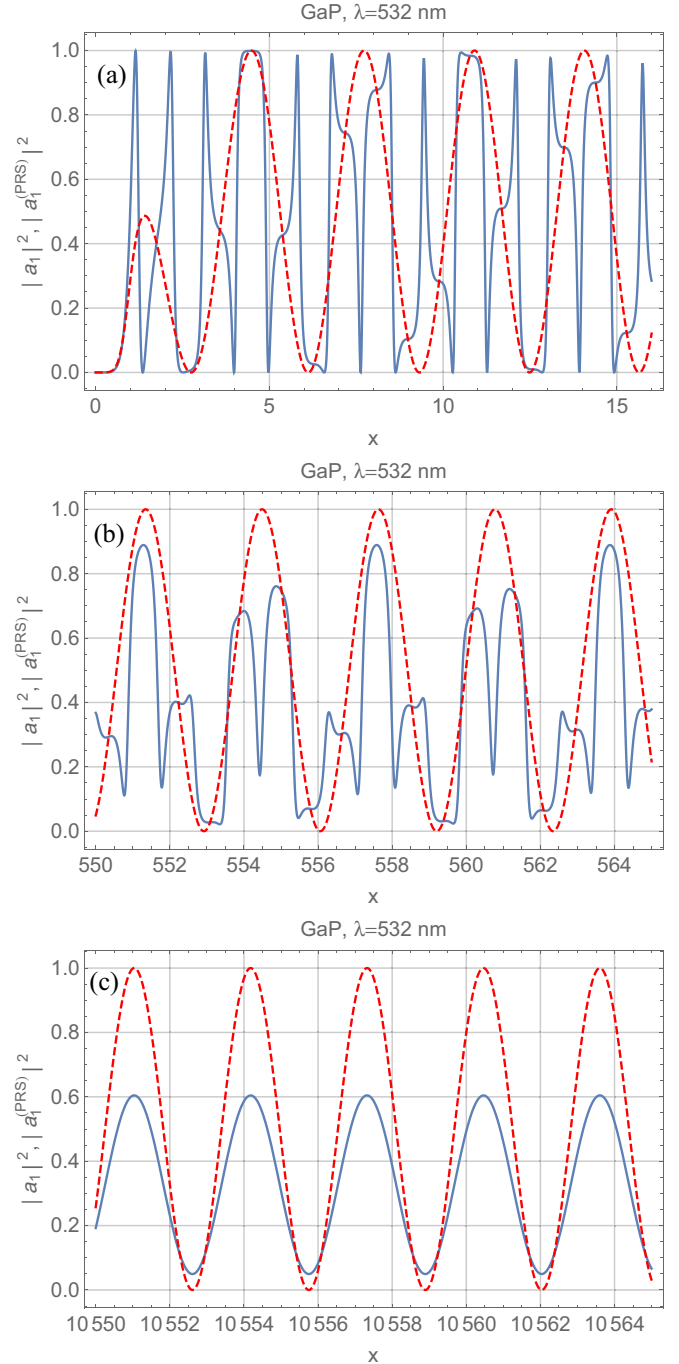 GaP, λ=532 nm
(a)
| a₁ |², | a₁^(PRS) |²
1.0
0.8
0.6
0.4
0.2
0.0
0 5 10 15
x
GaP, λ=532 nm
(b)
| a₁ |², | a₁^(PRS) |²
1.0
0.8
0.6
0.4
0.2
0.0
550 552 554 556 558 560 562 564
x
GaP, λ=532 nm
(c)
| a₁ |², | a₁^(PRS) |²
1.0
0.8
0.6
0.4
0.2
0.0
10 550 10 552 10 554 10 556 10 558 10 560 10 562 10 564
x